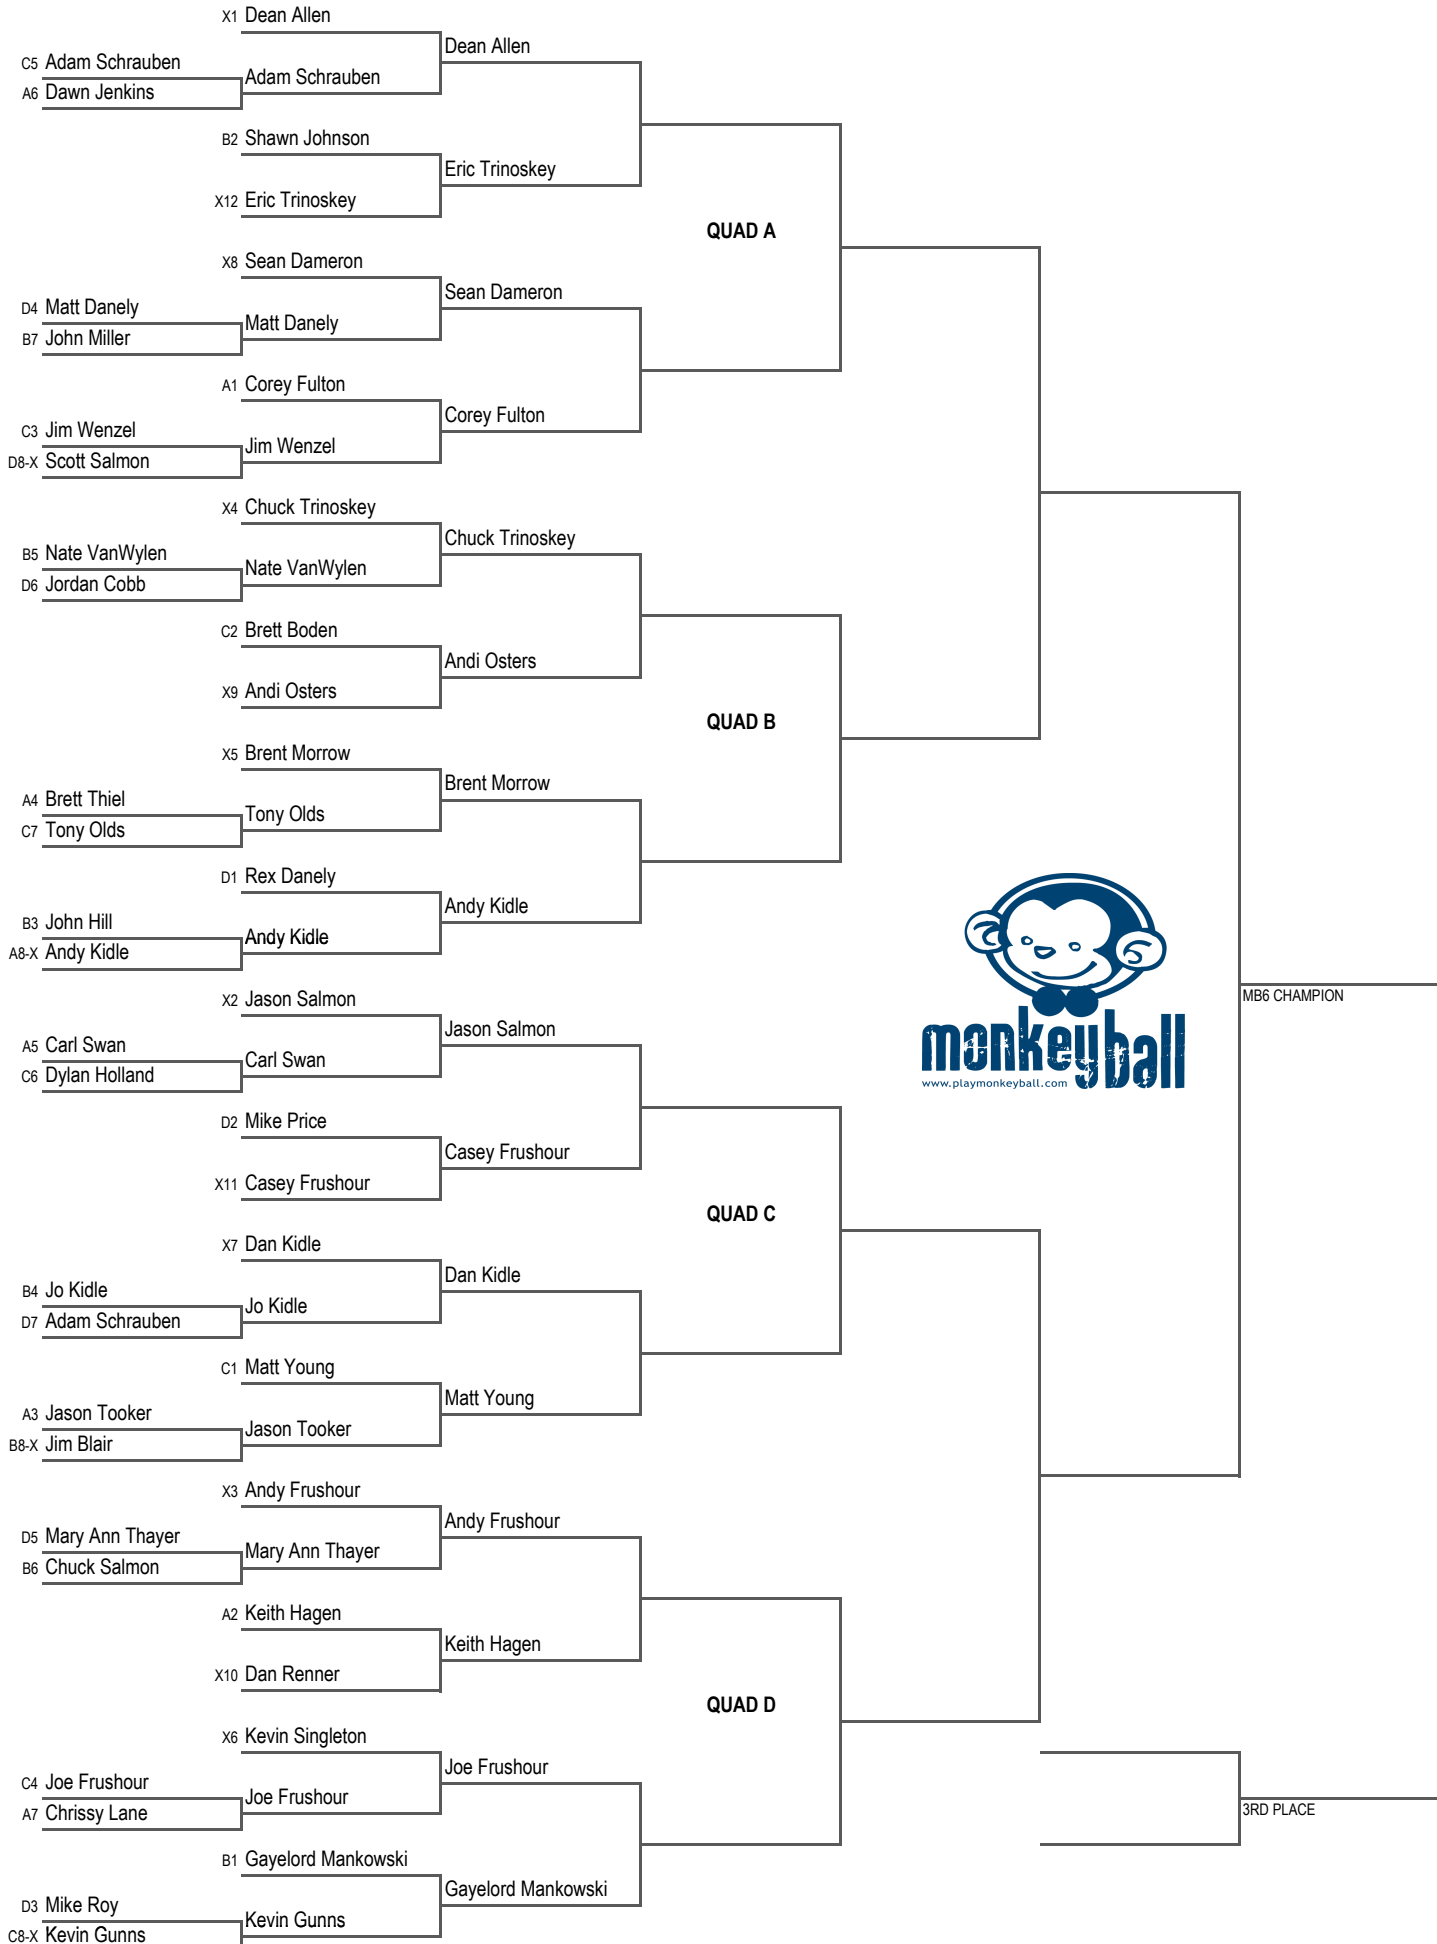 X1 Dean Allen
Dean Allen
C5 Adam Schrauben
Adam Schrauben
A6 Dawn Jenkins
B2 Shawn Johnson
Eric Trinoskey
X12 Eric Trinoskey
QUAD A
X8 Sean Dameron
Sean Dameron
D4 Matt Danely
Matt Danely
B7 John Miller
A1 Corey Fulton
Corey Fulton
C3 Jim Wenzel
Jim Wenzel
D8-X Scott Salmon
X4 Chuck Trinoskey
Chuck Trinoskey
B5 Nate VanWylen
Nate VanWylen
D6 Jordan Cobb
C2 Brett Boden
Andi Osters
X9 Andi Osters
QUAD B
X5 Brent Morrow
Brent Morrow
A4 Brett Thiel
Tony Olds
C7 Tony Olds
D1 Rex Danely
Andy Kidle
B3 John Hill
Andy Kidle
A8-X Andy Kidle
X2 Jason Salmon
MB6 CHAMPION
Jason Salmon
monkeyball
www.playmonkeyball.com
A5 Carl Swan
Carl Swan
C6 Dylan Holland
D2 Mike Price
Casey Frushour
X11 Casey Frushour
QUAD C
X7 Dan Kidle
Dan Kidle
B4 Jo Kidle
Jo Kidle
D7 Adam Schrauben
C1 Matt Young
Matt Young
A3 Jason Tooker
Jason Tooker
B8-X Jim Blair
X3 Andy Frushour
Andy Frushour
D5 Mary Ann Thayer
Mary Ann Thayer
B6 Chuck Salmon
A2 Keith Hagen
Keith Hagen
X10 Dan Renner
QUAD D
X6 Kevin Singleton
Joe Frushour
C4 Joe Frushour
Joe Frushour
A7 Chrissy Lane
3RD PLACE
B1 Gayelord Mankowski
Gayelord Mankowski
D3 Mike Roy
Kevin Gunns
C8-X Kevin Gunns